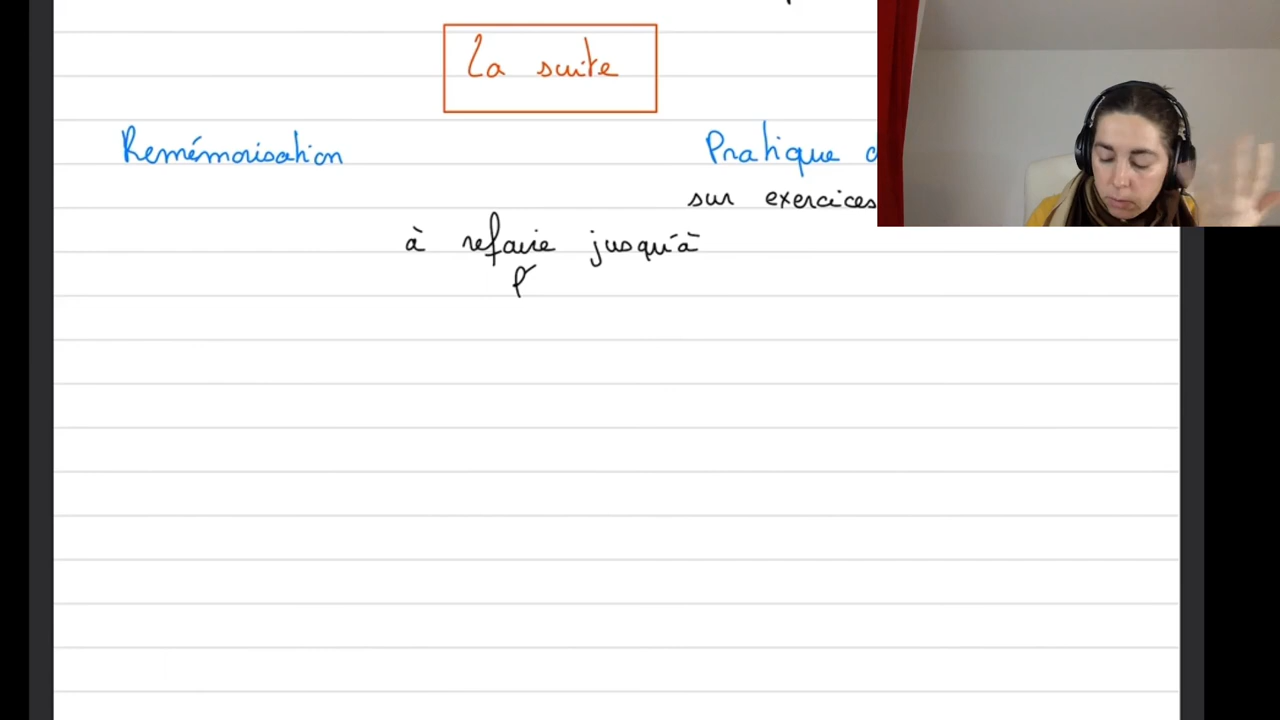 La suite
Remémorisation Pratique
sur exercices
à refaire jusqu'à